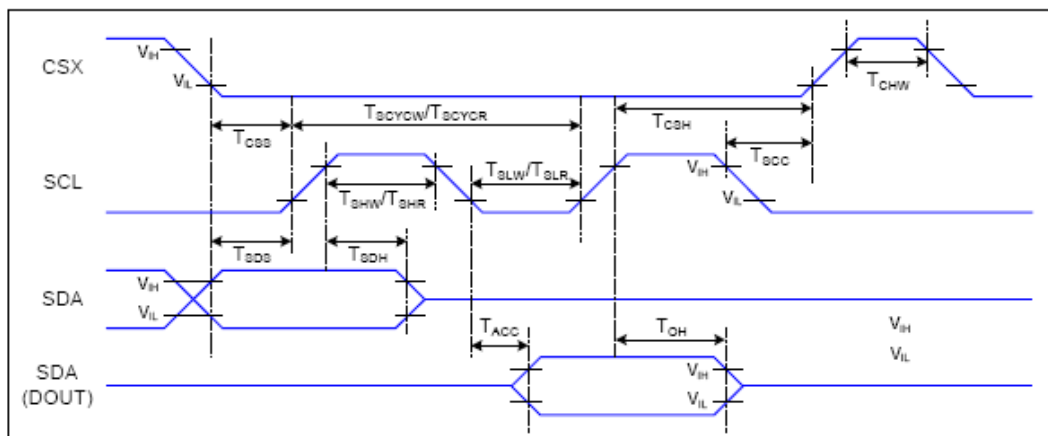 CSX
VIH
VIL
TCHW
TSCYCW/TSCYCR
TCSS
TCSH
TSCC
SCL
TSLW/TSLR
VIH
TSHW/TSHR
VIL
TSDS
TSDH
SDA
VIH
VIL
TACC
TOH
VIH
VIL
SDA
(DOUT)
VIH
VIL